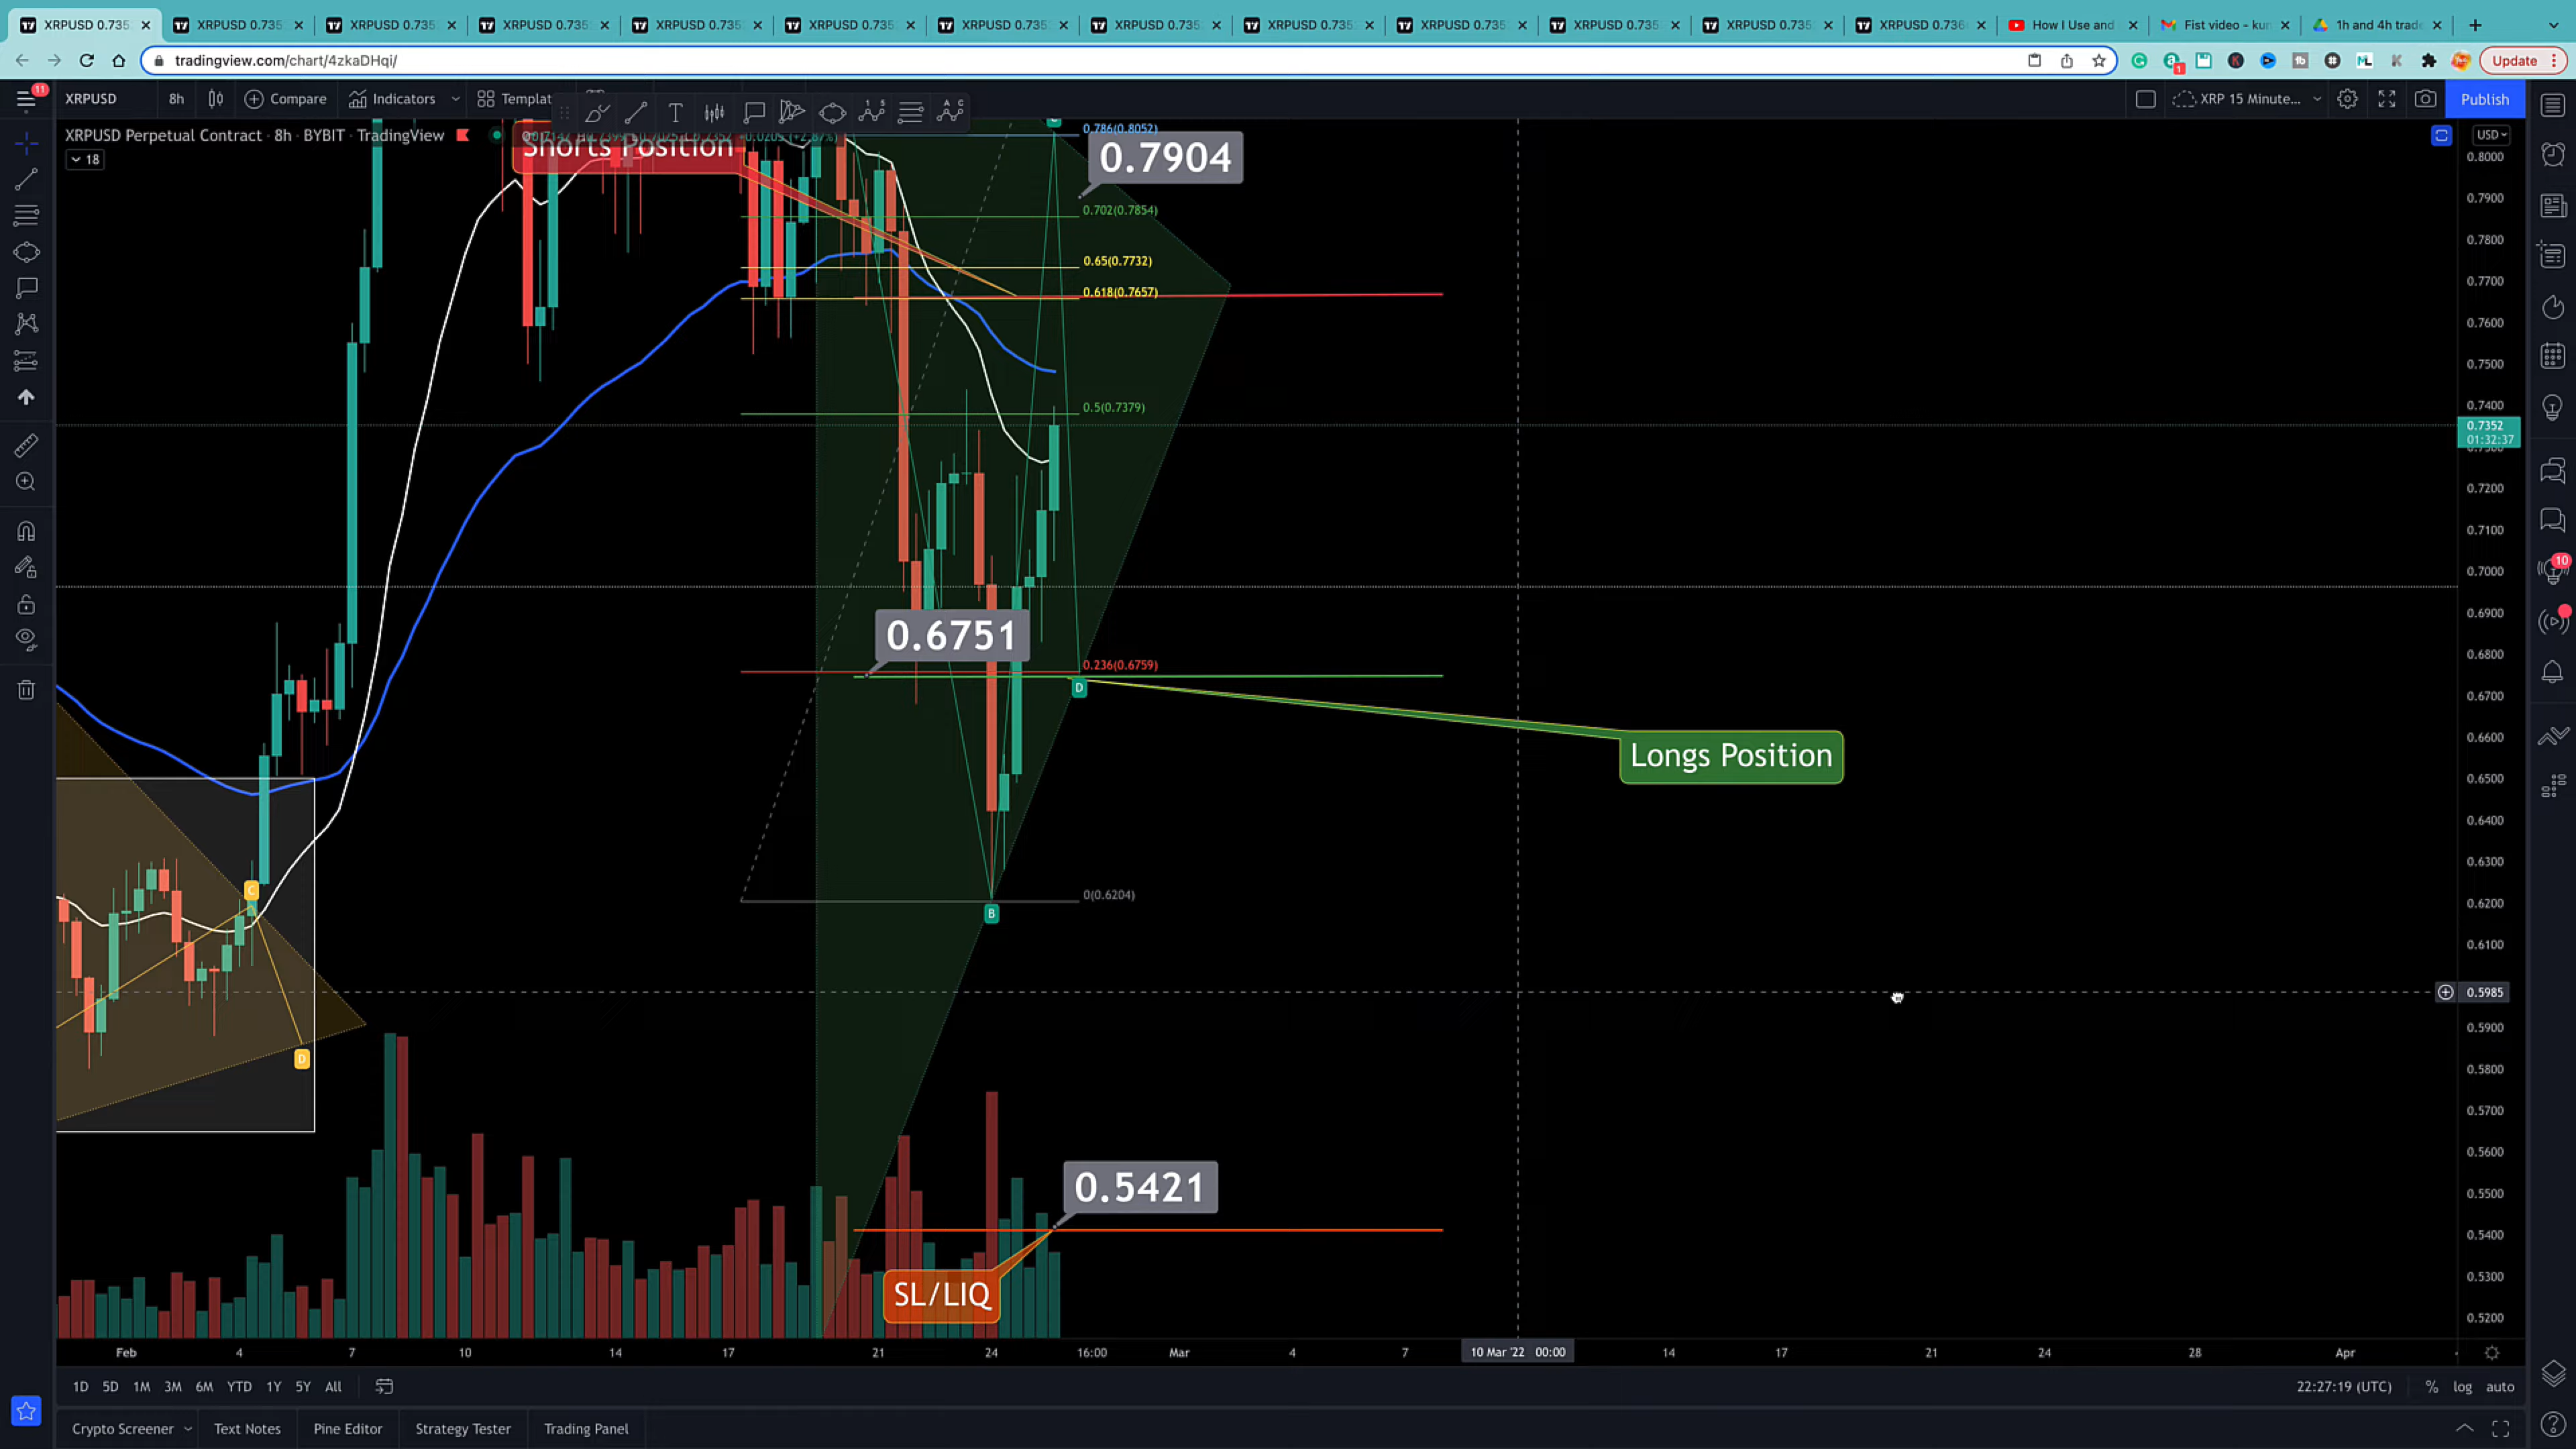 XRPUSD 0.735 XRPUSD 0.735 XRPUSD 0.735 XRPUSD 0.735 XRPUSD 0.735 XRPUSD 0.735 XRPUSD 0.735 XRPUSD 0.735 XRPUSD 0.735 XRPUSD 0.735 XRPUSD 0.735 XRPUSD 0.735 XRPUSD 0.736 How I Use and Fist video - kur 1h and 4h trad
tradingview.com/chart/4zkaDHqi/ Update
11 XRPUSD 8h Compare Indicators Templat XRP 15 Minute... Publish
XRPUSD Perpetual Contract · 8h · BYBIT · TradingView
18
Shorts Position
0.786(0.8052)
0.7904
0.702(0.7854)
0.65(0.7732)
0.618(0.7657)
0.5(0.7379)
0.6751
0.236(0.6759)
D
Longs Position
0(0.6204)
B
C
D
0.5421
SL/LIQ
USD
0.8000
0.7900
0.7800
0.7700
0.7600
0.7500
0.7400
0.7352
01:32:37
0.7200
0.7100
0.7000
0.6900
0.6800
0.6700
0.6600
0.6500
0.6400
0.6300
0.6200
0.6100
0.5985
0.5900
0.5800
0.5700
0.5600
0.5500
0.5400
0.5300
0.5200
10
Feb 4 7 10 14 17 21 24 16:00 Mar 4 7 10 Mar '22 00:00 14 17 21 24 28 Apr
1D 5D 1M 3M 6M YTD 1Y 5Y All 22:27:19 (UTC) % log auto
Crypto Screener Text Notes Pine Editor Strategy Tester Trading Panel